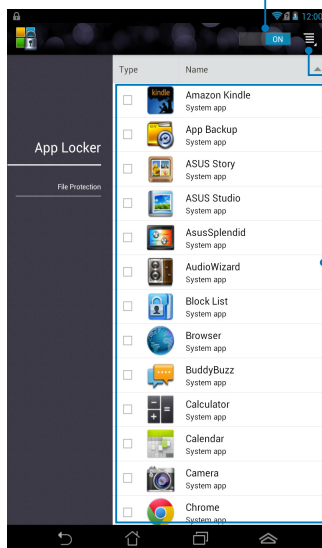 12:00
ON
Type Name
App Locker
File Protection
kindle
Amazon Kindle
System app
App Backup
System app
ASUS Story
System app
ASUS Studio
System app
AsusSplendid
System app
AudioWizard
System app
Block List
System app
Browser
System app
BuddyBuzz
System app
Calculator
System app
Calendar
System app
Camera
System app
Chrome
System app